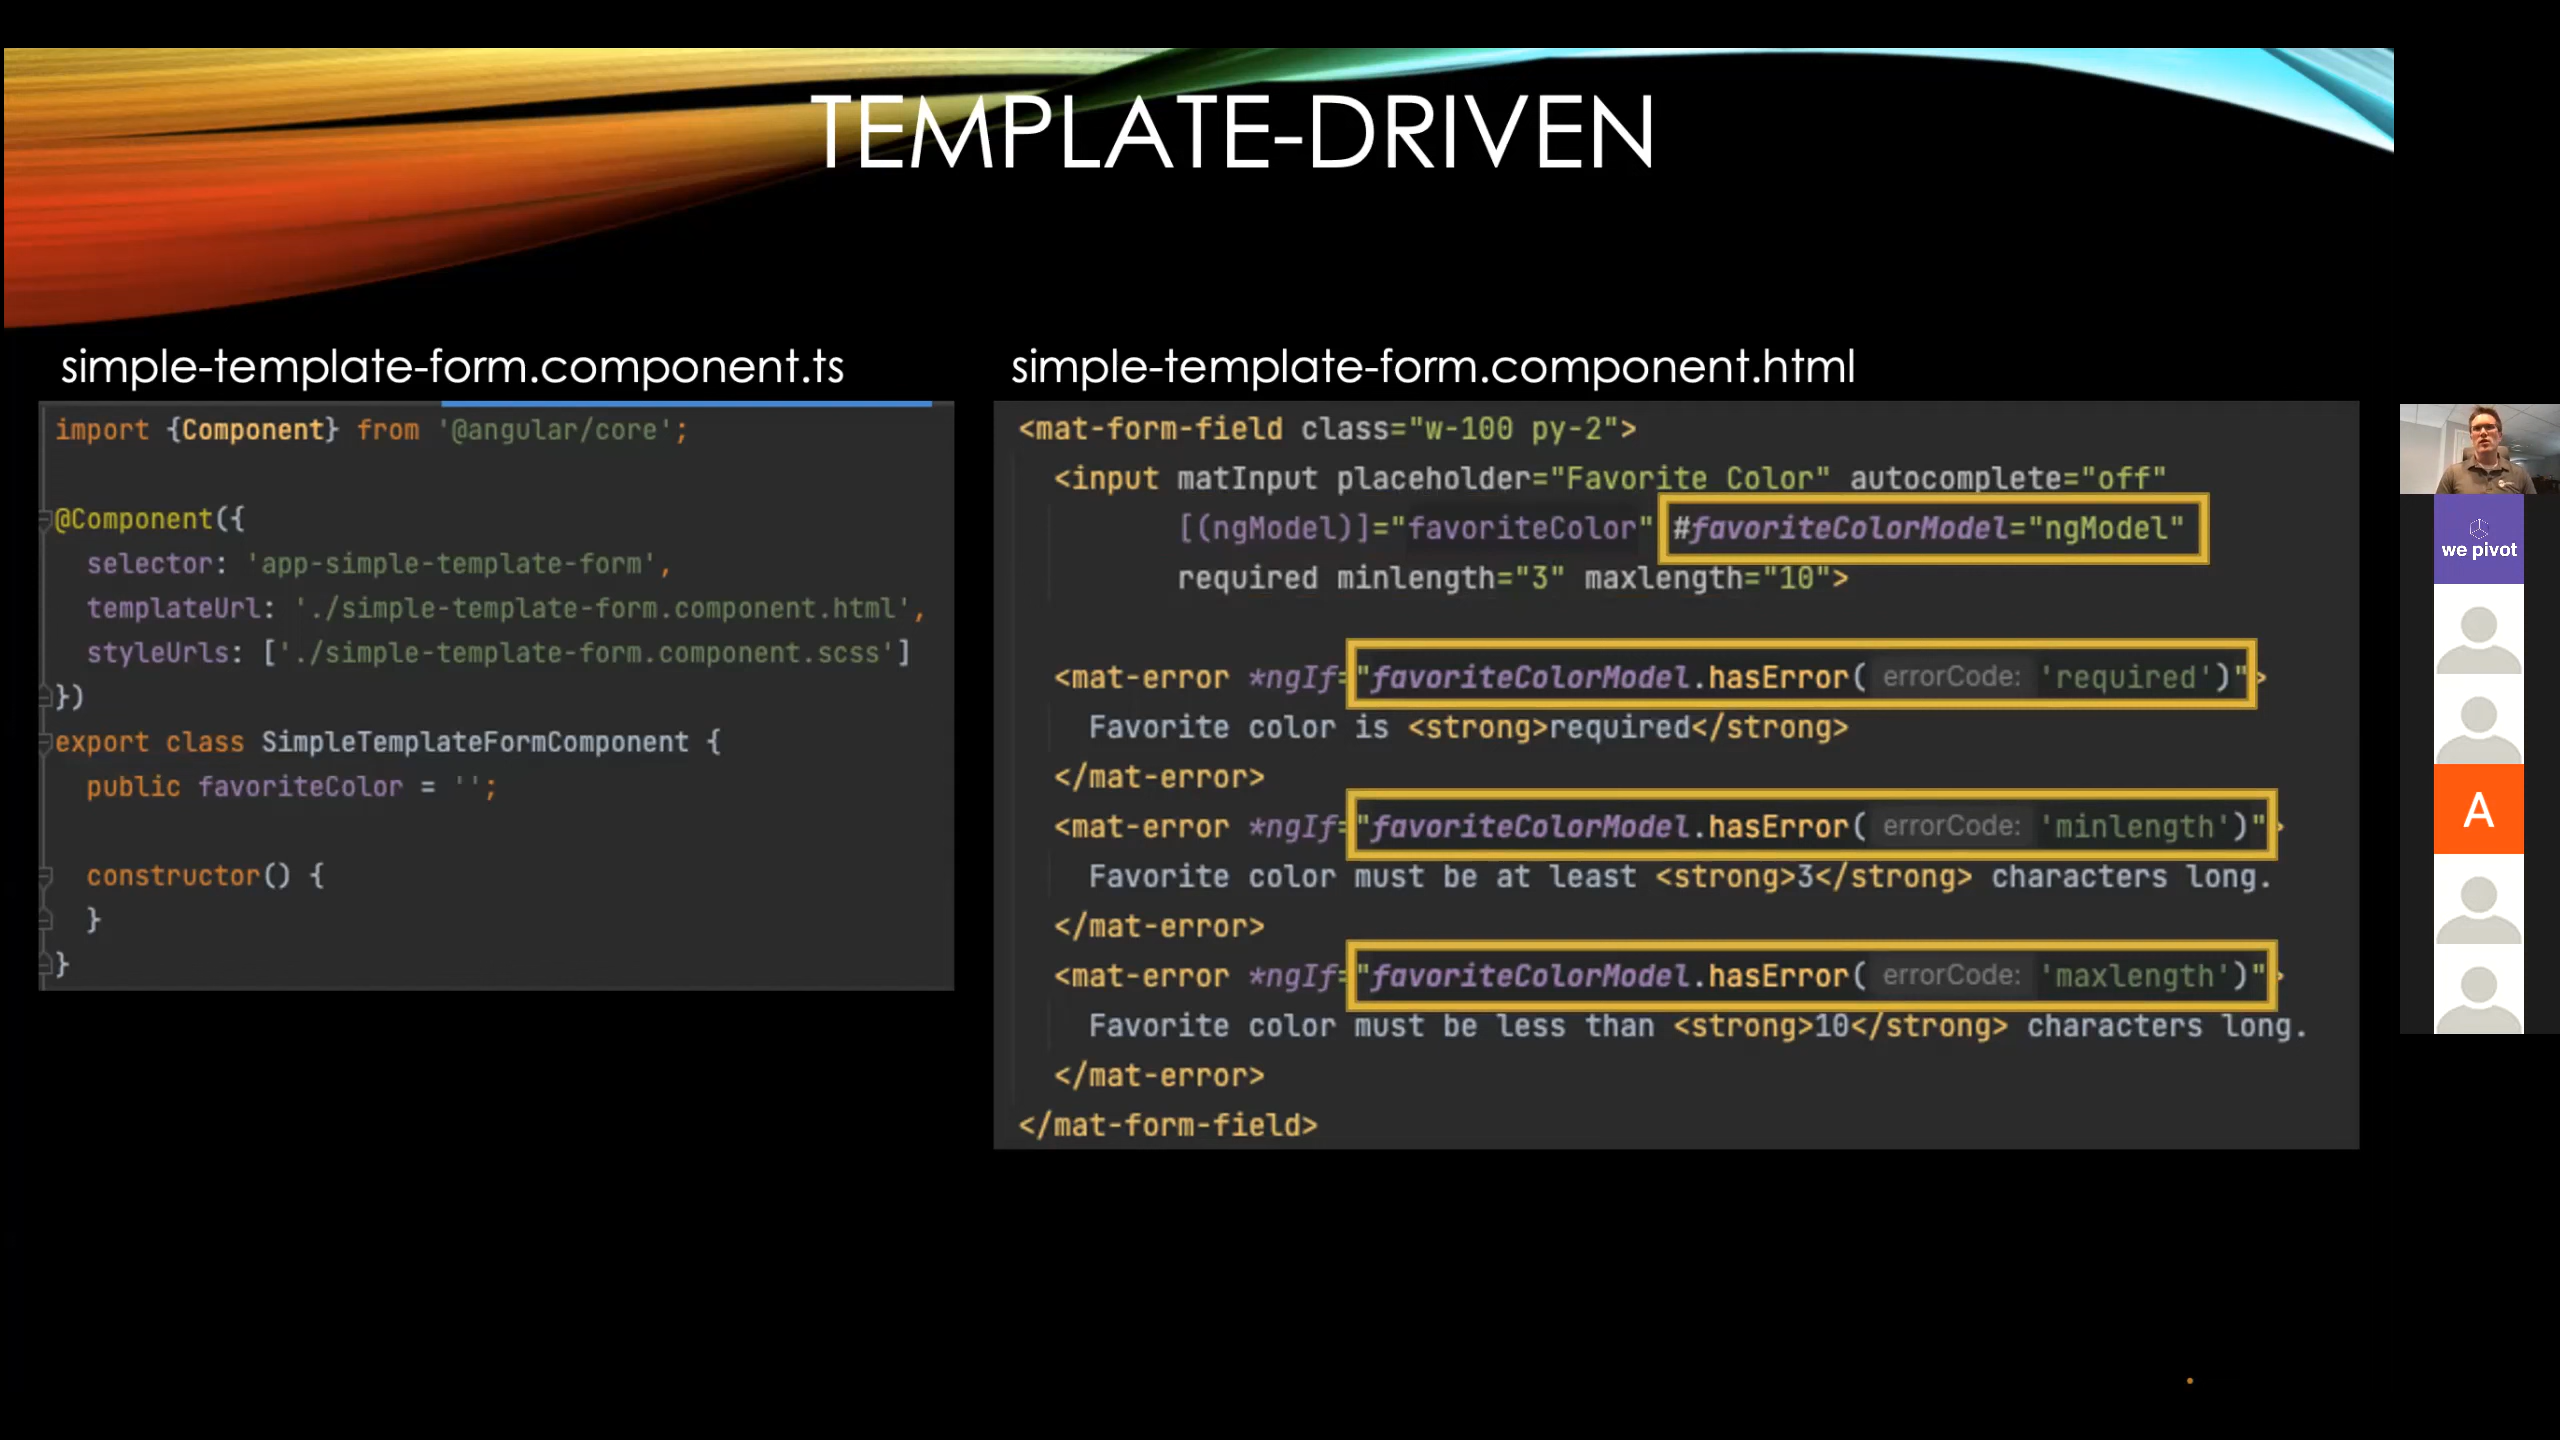 TEMPLATE-DRIVEN
simple-template-form.component.ts
import {Component} from '@angular/core';
@Component({
selector: 'app-simple-template-form',
templateUrl: './simple-template-form.component.html',
styleUrls: ['./simple-template-form.component.scss']
})
export class SimpleTemplateFormComponent {
public favoriteColor = '';
constructor() {
}
}
simple-template-form.component.html
<mat-form-field class="w-100 py-2">
<input matInput placeholder="Favorite Color" autocomplete="off"
[(ngModel)]="favoriteColor" #favoriteColorModel="ngModel"
required minlength="3" maxlength="10">
<mat-error *ngIf="favoriteColorModel.hasError( errorCode: 'required')">
Favorite color is <strong>required</strong>
</mat-error>
<mat-error *ngIf="favoriteColorModel.hasError( errorCode: 'minlength')">
Favorite color must be at least <strong>3</strong> characters long.
</mat-error>
<mat-error *ngIf="favoriteColorModel.hasError( errorCode: 'maxlength')">
Favorite color must be less than <strong>10</strong> characters long.
</mat-error>
</mat-form-field>
we pivot
A